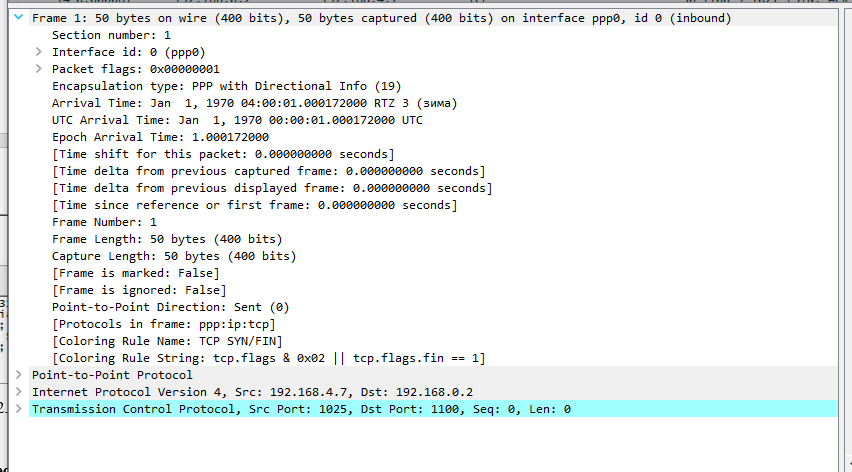 Frame 1: 50 bytes on wire (400 bits), 50 bytes captured (400 bits) on interface ppp0, id 0 (inbound)
Section number: 1
Interface id: 0 (ppp0)
Packet flags: 0x00000001
Encapsulation type: PPP with Directional Info (19)
Arrival Time: Jan  1, 1970 04:00:01.000172000 RTZ 3 (зима)
UTC Arrival Time: Jan  1, 1970 00:00:01.000172000 UTC
Epoch Arrival Time: 1.000172000
[Time shift for this packet: 0.000000000 seconds]
[Time delta from previous captured frame: 0.000000000 seconds]
[Time delta from previous displayed frame: 0.000000000 seconds]
[Time since reference or first frame: 0.000000000 seconds]
Frame Number: 1
Frame Length: 50 bytes (400 bits)
Capture Length: 50 bytes (400 bits)
[Frame is marked: False]
[Frame is ignored: False]
Point-to-Point Direction: Sent (0)
[Protocols in frame: ppp:ip:tcp]
[Coloring Rule Name: TCP SYN/FIN]
[Coloring Rule String: tcp.flags & 0x02 || tcp.flags.fin == 1]
Point-to-Point Protocol
Internet Protocol Version 4, Src: 192.168.4.7, Dst: 192.168.0.2
Transmission Control Protocol, Src Port: 1025, Dst Port: 1100, Seq: 0, Len: 0